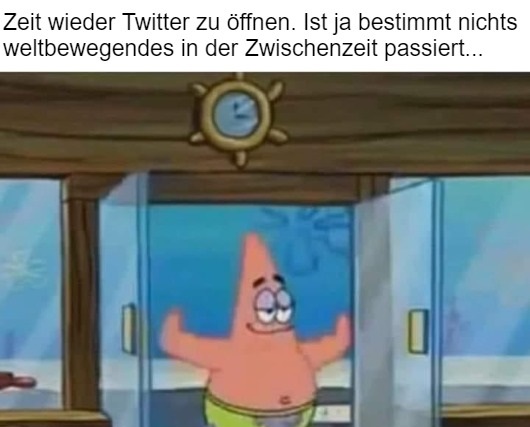 Zeit wieder Twitter zu öffnen. Ist ja bestimmt nichts
weltbewegendes in der Zwischenzeit passiert...